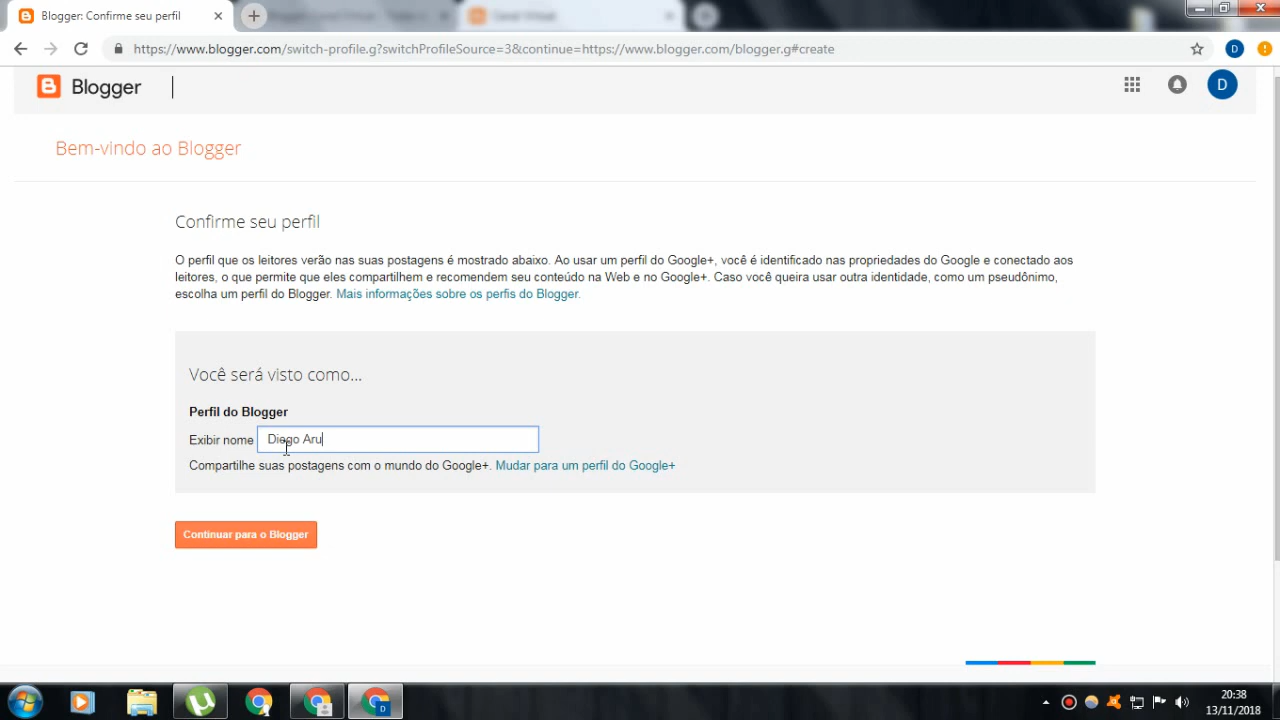 Blogger: Confirme seu perfil
https://www.blogger.com/switch-profile.g?switchProfileSource=3&continue=https://www.blogger.com/blogger.g#create
D
Blogger
D
Bem-vindo ao Blogger
Confirme seu perfil
O perfil que os leitores verão nas suas postagens é mostrado abaixo. Ao usar um perfil do Google+, você é identificado nas propriedades do Google e conectado aos
leitores, o que permite que eles compartilhem e recomendem seu conteúdo na Web e no Google+. Caso você queira usar outra identidade, como um pseudônimo,
escolha um perfil do Blogger. Mais informações sobre os perfis do Blogger.
Você será visto como...
Perfil do Blogger
Exibir nome Diego Aru
Compartilhe suas postagens com o mundo do Google+. Mudar para um perfil do Google+
Continuar para o Blogger
D
20:38
13/11/2018